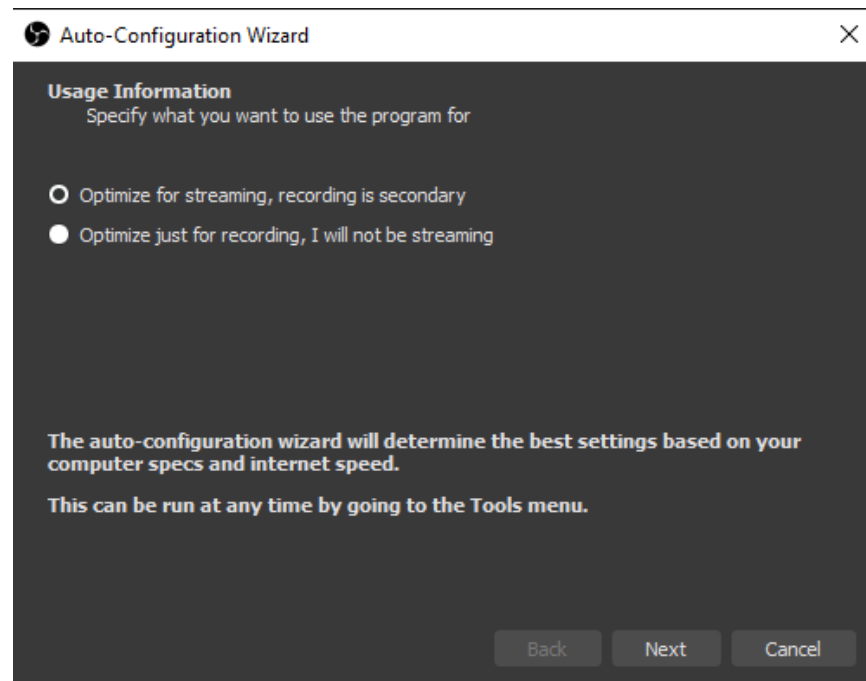 Auto-Configuration Wizard
Usage Information
Specify what you want to use the program for
Optimize for streaming, recording is secondary
Optimize just for recording, I will not be streaming
The auto-configuration wizard will determine the best settings based on your
computer specs and internet speed.
This can be run at any time by going to the Tools menu.
Back Next Cancel